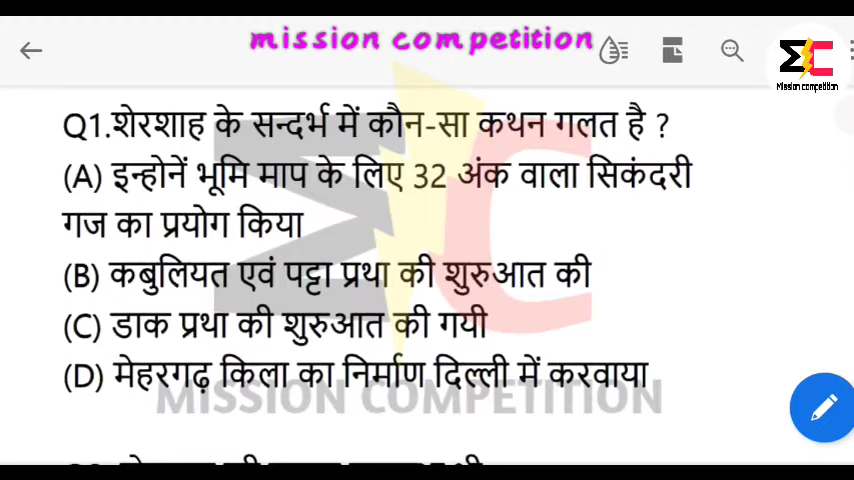 mission competition
Mission competition
Q1.शेरशाह के सन्दर्भ में कौन-सा कथन गलत है ?
(A) इन्होनें भूमि माप के लिए 32 अंक वाला सिकंदरी
गज का प्रयोग किया
(B) कबुलियत एवं पट्टा प्रथा की शुरुआत की
(C) डाक प्रथा की शुरुआत की गयी
(D) मेहरगढ़ किला का निर्माण दिल्ली में करवाया
MISSION COMPETITION